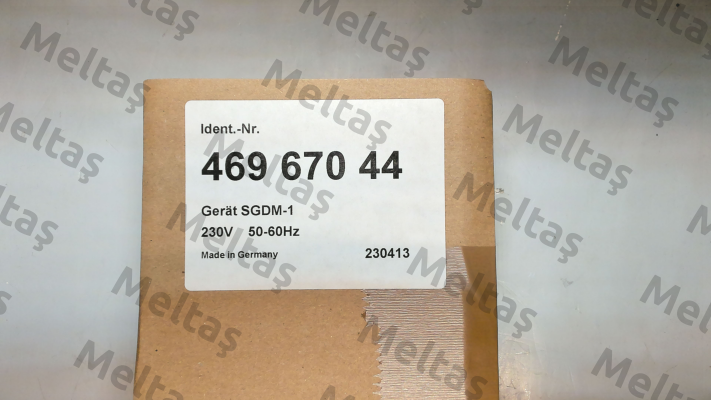 Ident.-Nr.
469 670 44
Gerät SGDM-1
230V 50-60Hz
Made in Germany 230413
Meltaş